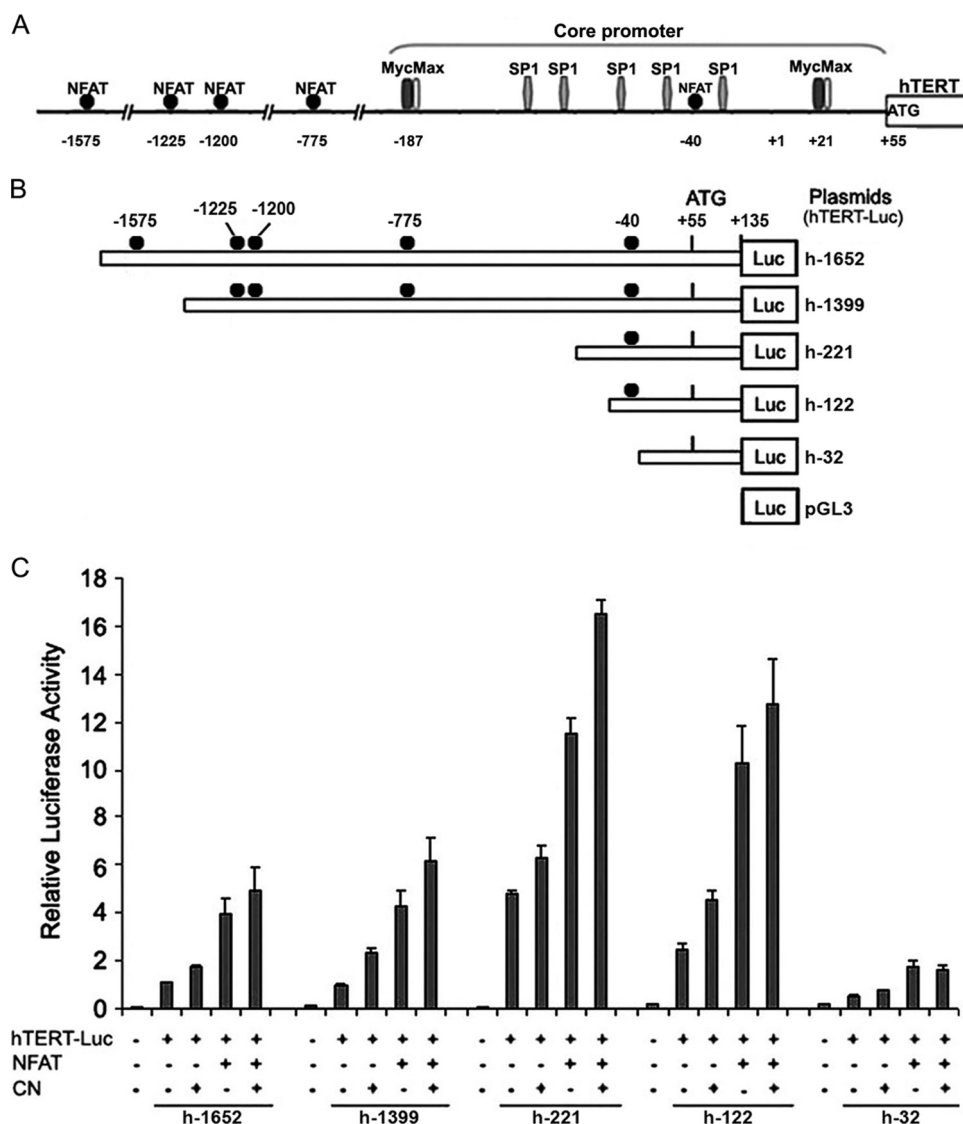 A
Core promoter
NFAT NFAT NFAT NFAT MycMax SP1 SP1 SP1 SP1 NFAT SP1 MycMax hTERT
ATG
-1575 -1225 -1200 -775 -187 -40 +1 +21 +55
B
-1575 -1225 -1200 -775 -40 ATG +55 +135 Plasmids
(hTERT-Luc)
Luc h-1652
Luc h-1399
Luc h-221
Luc h-122
Luc h-32
Luc pGL3
C
Relative Luciferase Activity
18
16
14
12
10
8
6
4
2
0
hTERT-Luc - + + + + - + + + + - + + + + - + + + + - + + + +
NFAT - - - + + - - - + + - - - + + - - - + + - - - + +
CN - - + - + - - + - + - - + - + - - + - + - - + - +
h-1652 h-1399 h-221 h-122 h-32